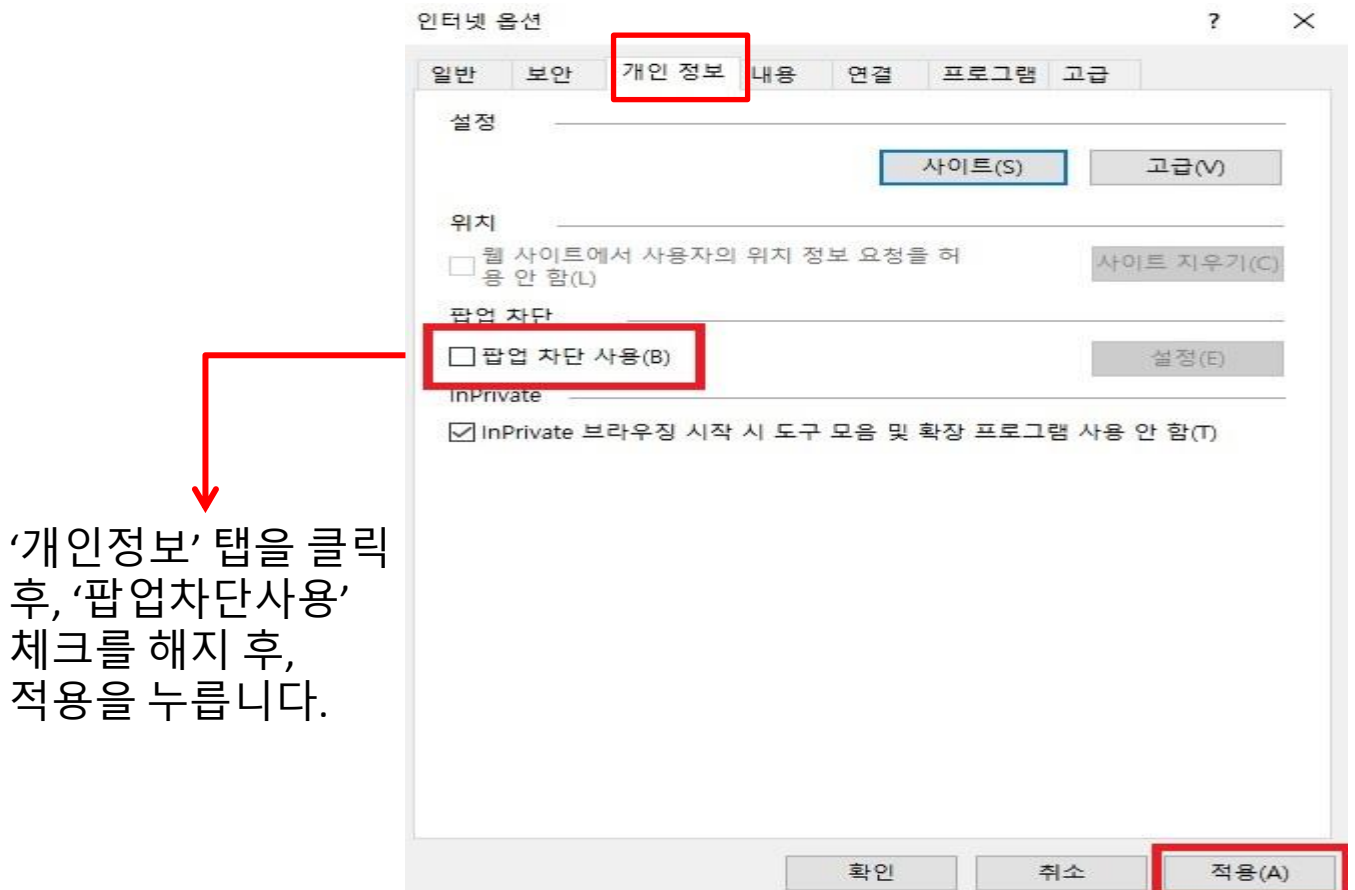 인터넷 옵션 ?
일반 보안 개인 정보 내용 연결 프로그램 고급
설정
사이트(S) 고급(V)
위치
웹 사이트에서 사용자의 위치 정보 요청을 허
용 안 함(L)
사이트 지우기(C)
팝업 차단
팝업 차단 사용(B) 설정(E)
InPrivate
InPrivate 브라우징 시작 시 도구 모음 및 확장 프로그램 사용 안 함(T)
‘개인정보’ 탭을 클릭
후, ‘팝업차단사용’
체크를 해지 후,
적용을 누릅니다.
확인 취소 적용(A)